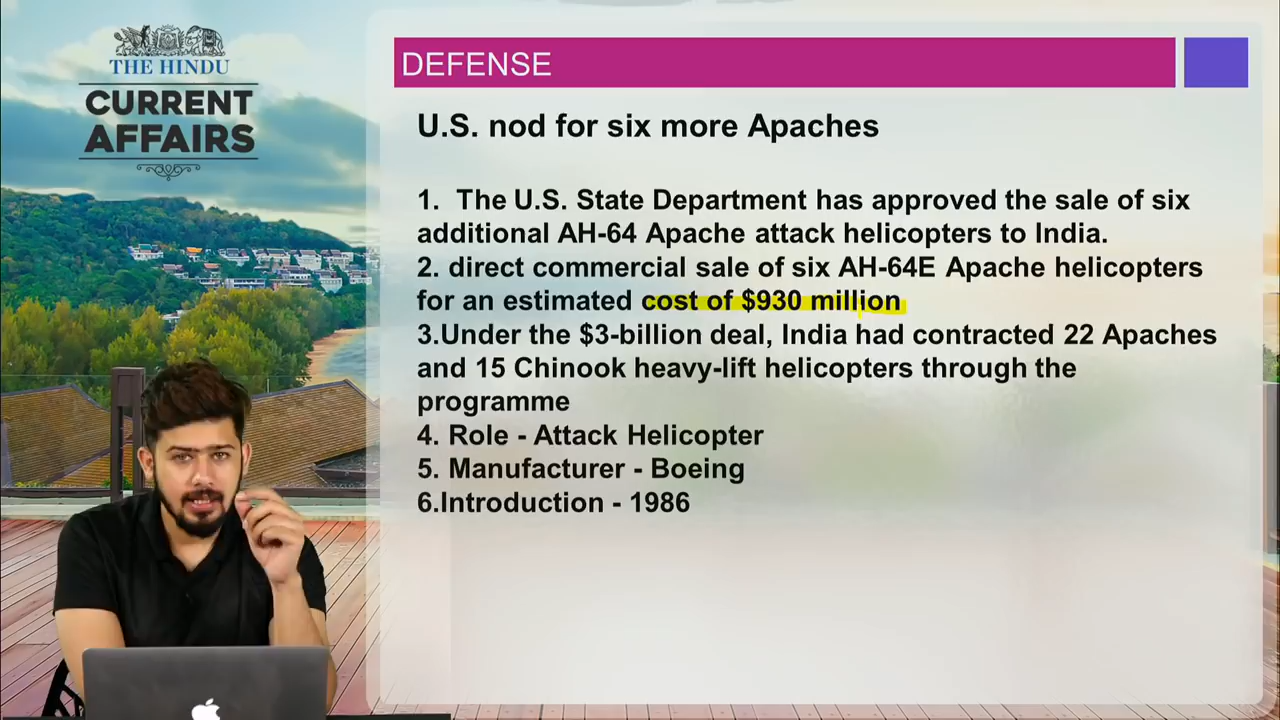 THE HINDU
CURRENT
AFFAIRS
DEFENSE
U.S. nod for six more Apaches
1. The U.S. State Department has approved the sale of six
additional AH-64 Apache attack helicopters to India.
2. direct commercial sale of six AH-64E Apache helicopters
for an estimated cost of $930 million
3.Under the $3-billion deal, India had contracted 22 Apaches
and 15 Chinook heavy-lift helicopters through the
programme
4. Role - Attack Helicopter
5. Manufacturer - Boeing
6.Introduction - 1986